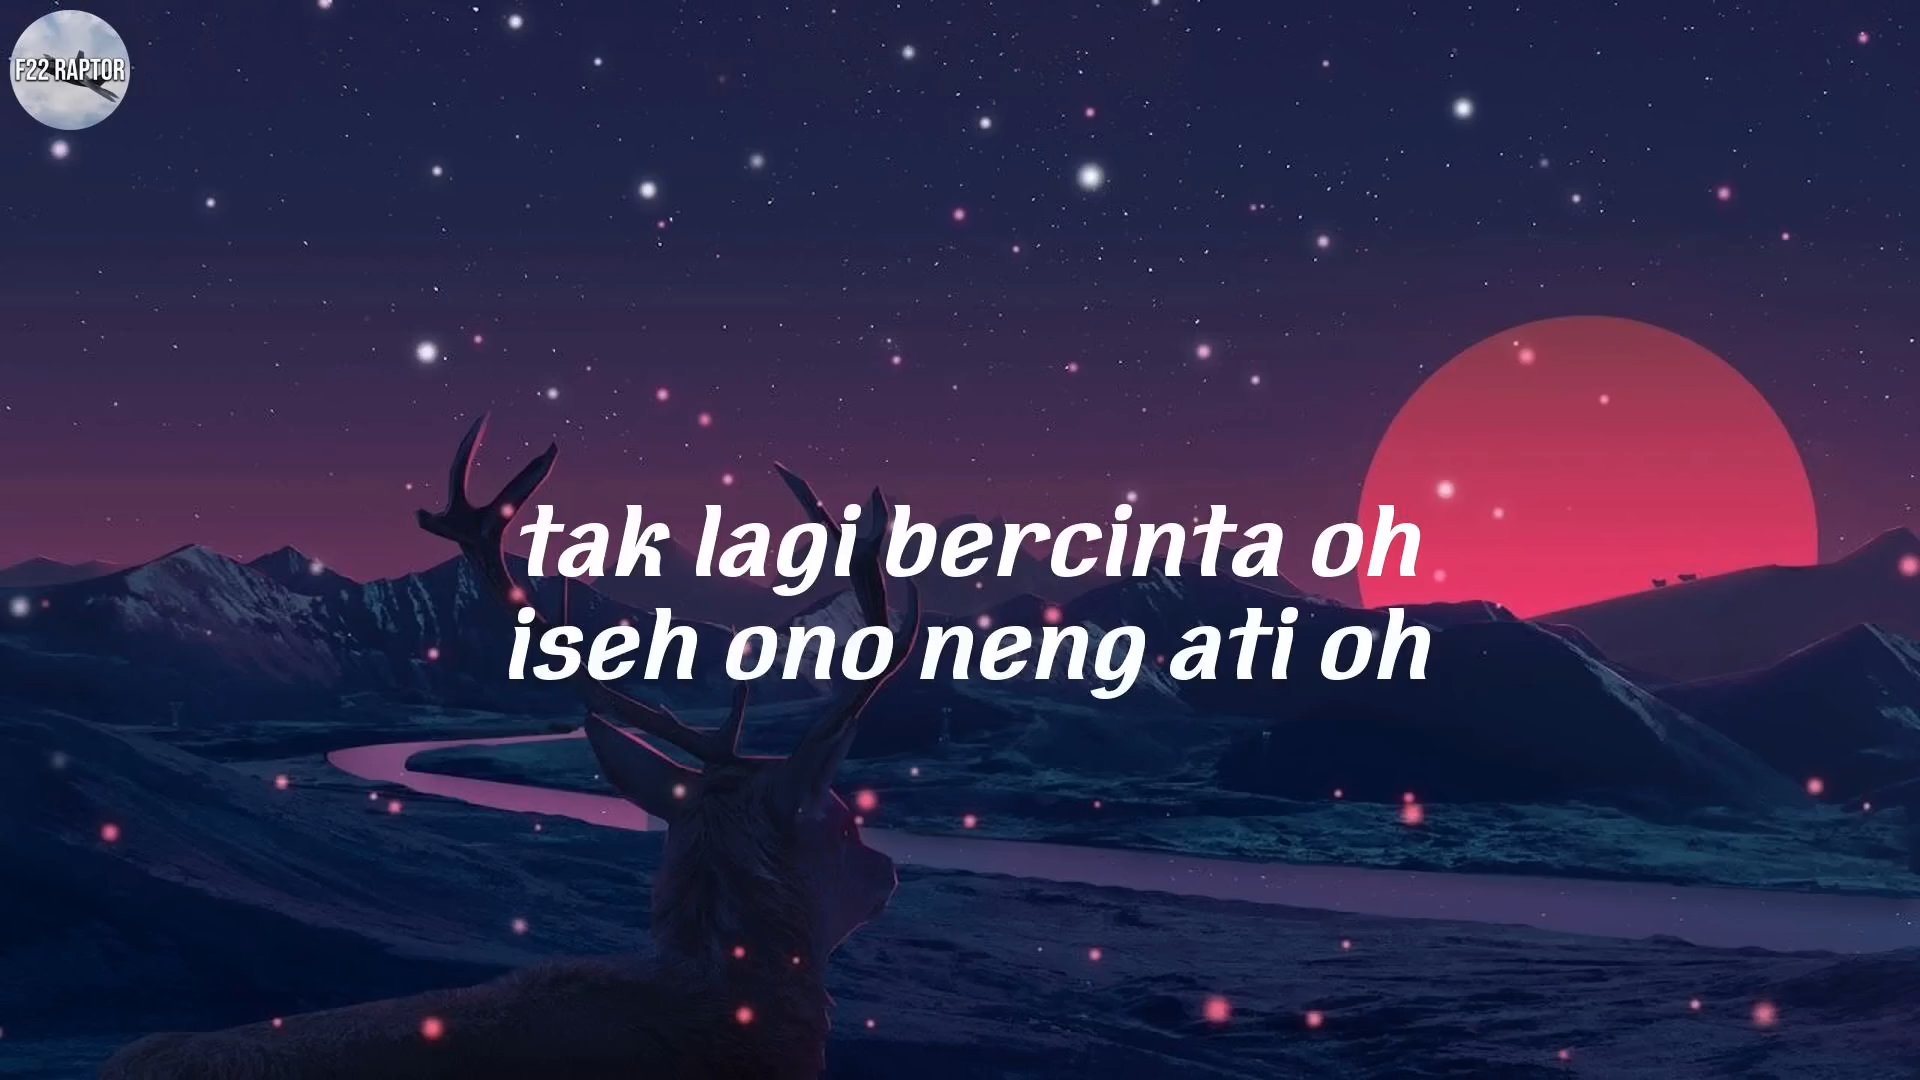 F22 RAPTOR
tak lagi bercinta oh
iseh ono neng ati oh